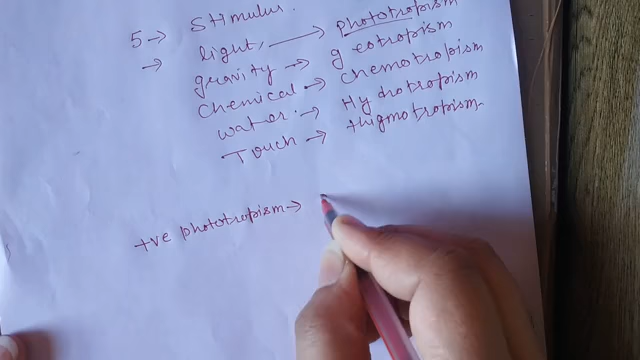 5 → Stimulus.
→ light, → phototropism
gravity → geotropism
Chemical → chemotropism
water. → Hydrotropism
Touch → thigmotropism
+ve phototropism →